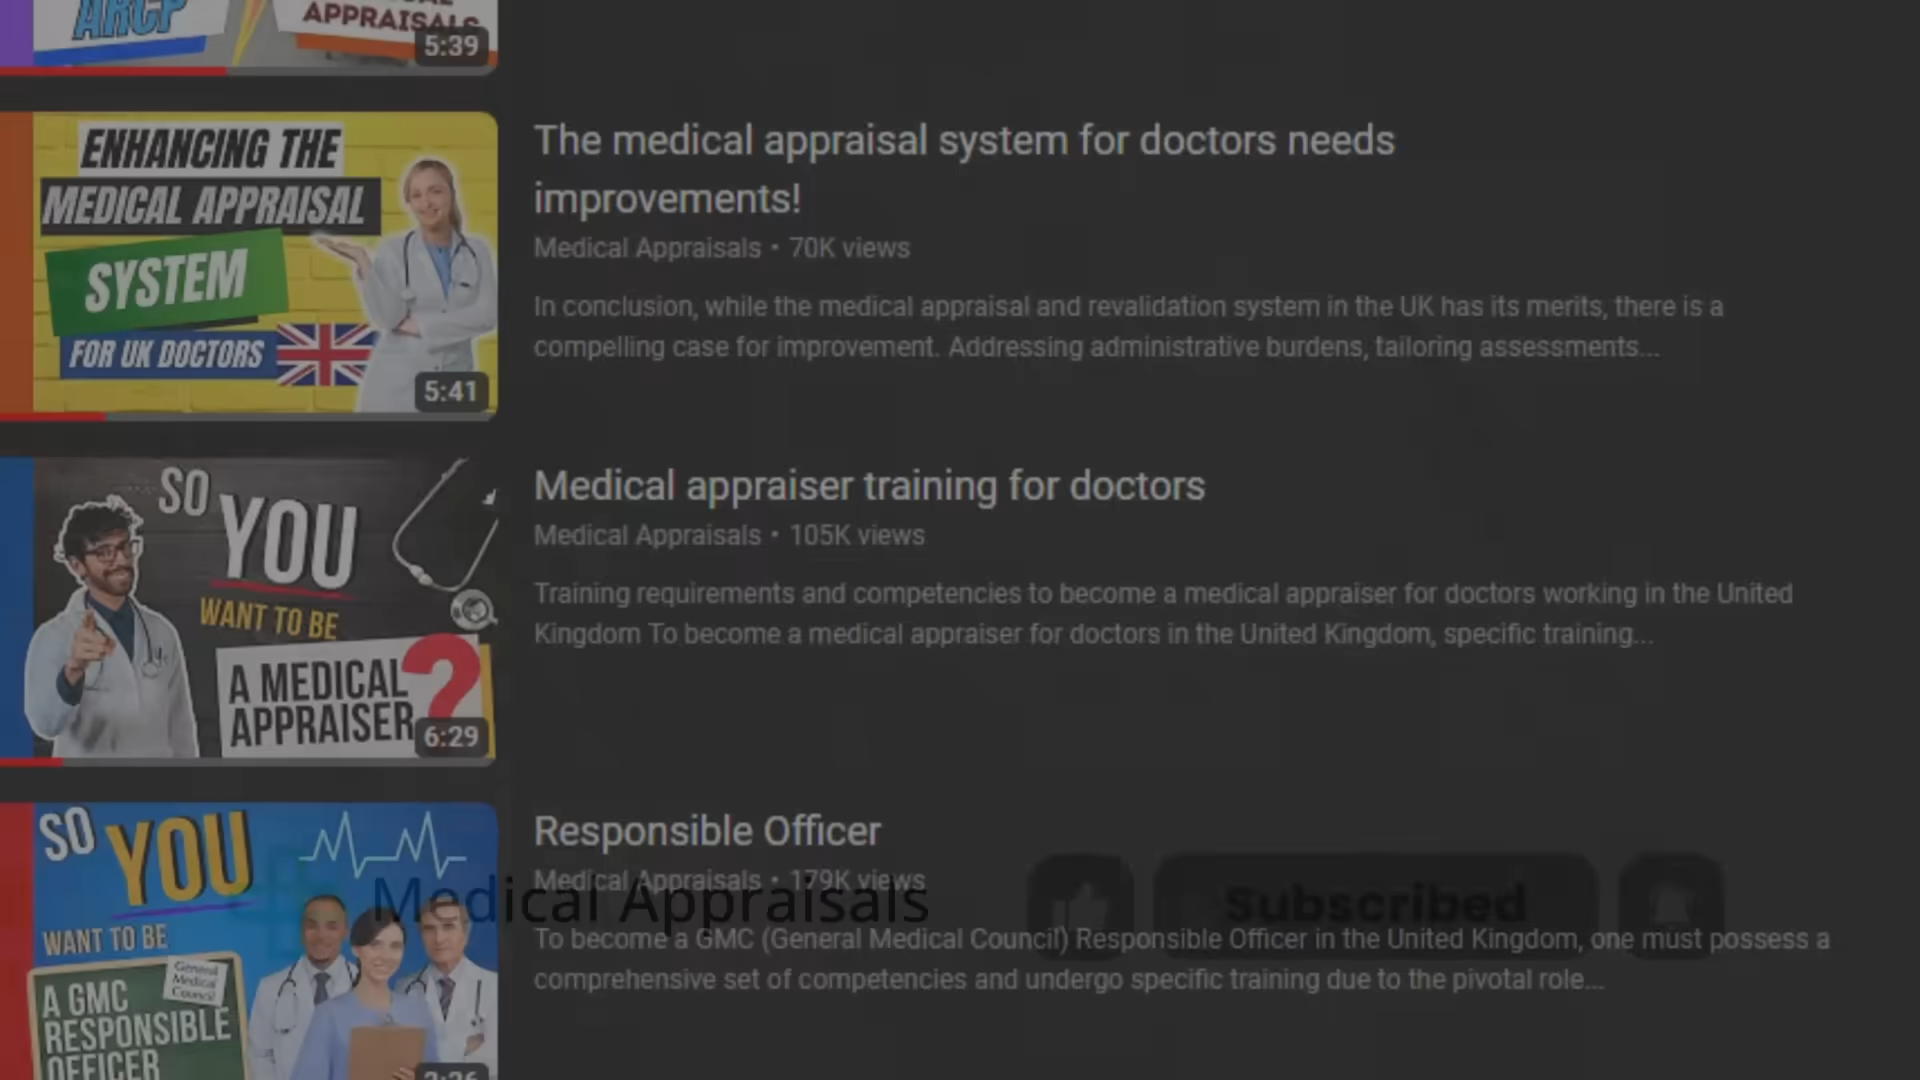 ARCP
APPRAISALS
5:39
ENHANCING THE
MEDICAL APPRAISAL
SYSTEM
FOR UK DOCTORS
5:41
The medical appraisal system for doctors needs
improvements!
Medical Appraisals • 70K views
In conclusion, while the medical appraisal and revalidation system in the UK has its merits, there is a
compelling case for improvement. Addressing administrative burdens, tailoring assessments...
SO
YOU
WANT TO BE
A MEDICAL
APPRAISER
?
6:29
Medical appraiser training for doctors
Medical Appraisals • 105K views
Training requirements and competencies to become a medical appraiser for doctors working in the United
Kingdom To become a medical appraiser for doctors in the United Kingdom, specific training...
SO
YOU
WANT TO BE
General
Medical
Council
A GMC
RESPONSIBLE
OFFICER
Responsible Officer
Medical Appraisals • 179K views
Medical Appraisals
Subscribed
To become a GMC (General Medical Council) Responsible Officer in the United Kingdom, one must possess a
comprehensive set of competencies and undergo specific training due to the pivotal role...